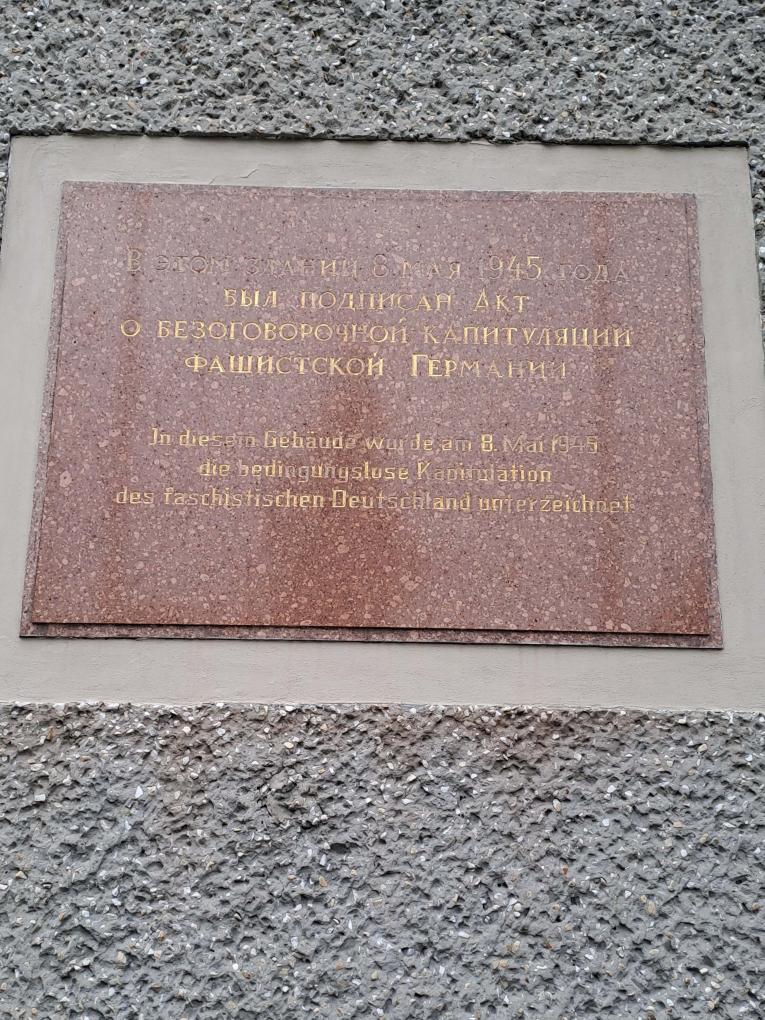 В ЭТОМ ЗДАНИИ 8 МАЯ 1945 ГОДА
БЫЛ ПОДПИСАН АКТ
О БЕЗОГОВОРОЧНОЙ КАПИТУЛЯЦИИ
ФАШИСТСКОЙ ГЕРМАНИИ
In diesem Gebäude wurde am 8. Mai 1945
die bedingungslose Kapitulation
des faschistischen Deutschland unterzeichnet